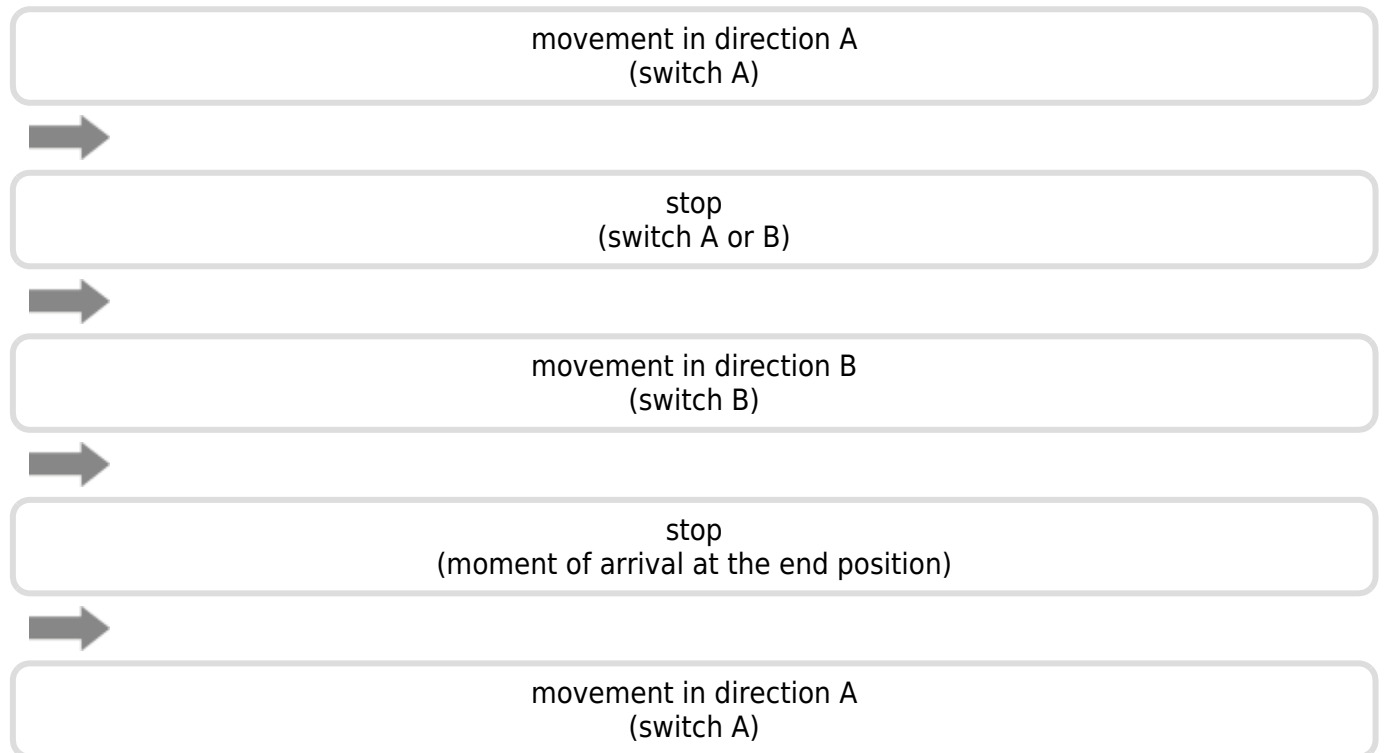 movement in direction A
(switch A)
stop
(switch A or B)
movement in direction B
(switch B)
stop
(moment of arrival at the end position)
movement in direction A
(switch A)